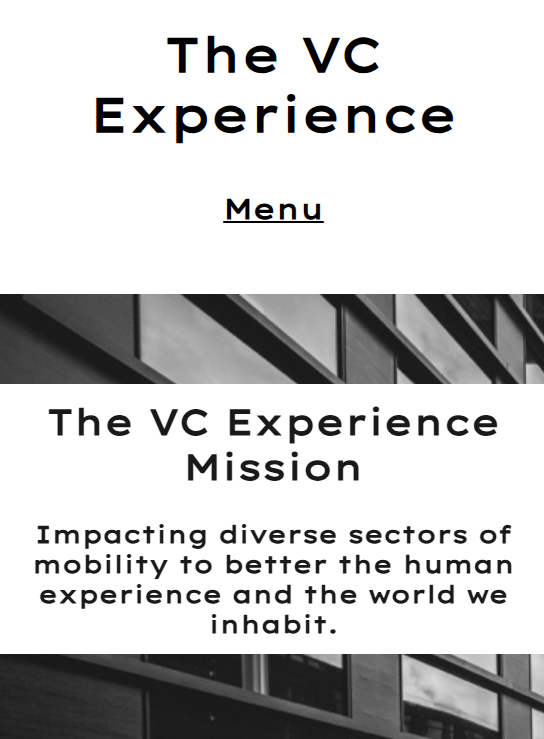 The VC
Experience
Menu
The VC Experience
Mission
Impacting diverse sectors of
mobility to better the human
experience and the world we
inhabit.